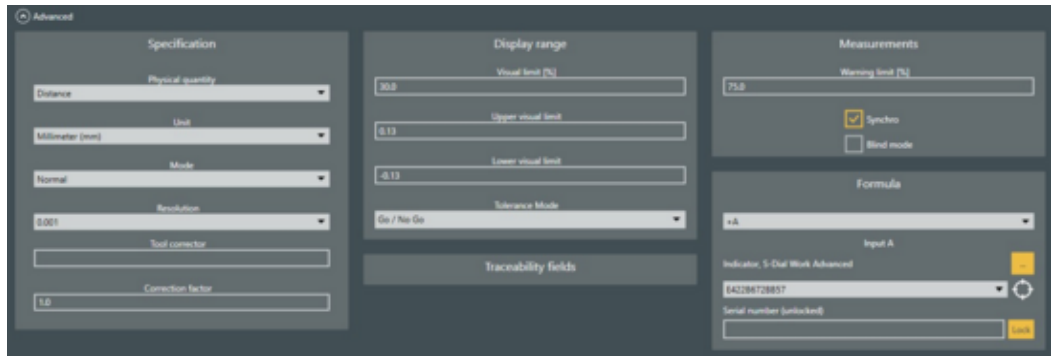 Advanced
Specification
Physical quantity
Distance
Unit
Millimeter (mm)
Mode
Normal
Resolution
0.001
Tool corrector
Correction factor
1.0
Display range
Visual limit [%]
30.0
Upper visual limit
0.13
Lower visual limit
-0.13
Tolerance Mode
Go / No Go
Traceability fields
Measurements
Warning limit [%]
75.0
Synchro
Blind mode
Formula
+A
Input A
Indicator, S-Dial Work Advanced
...
Serial number (unlocked)
Lock